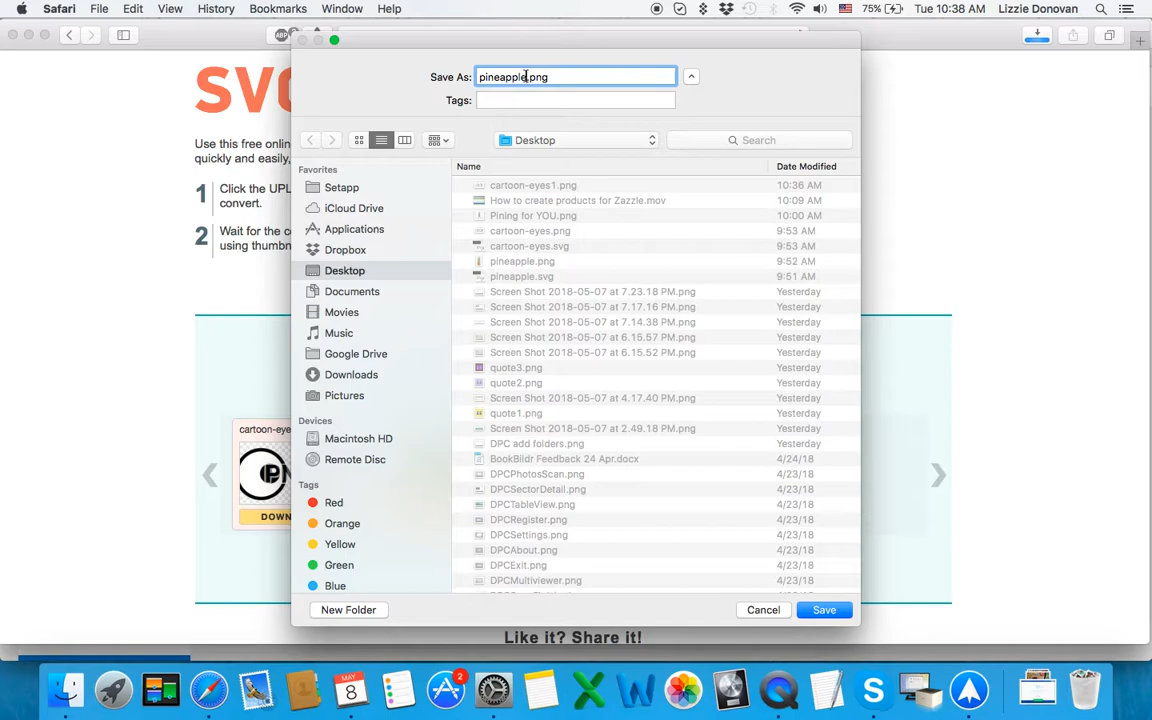 Safari File Edit View History Bookmarks Window Help 75% Tue 10:38 AM Lizzie Donovan
ABP
SVG
Save As: pineapple.png
Tags:
Desktop Search
Use this free onlin
quickly and easily,
1 Click the UPL
convert.
2 Wait for the c
using thumbn
Favorites
Setapp
iCloud Drive
Applications
Dropbox
Desktop
Documents
Movies
Music
Google Drive
Downloads
Pictures
Devices
Macintosh HD
Remote Disc
Tags
Red
Orange
Yellow
Green
Blue
Name Date Modified
cartoon-eyes1.png 10:36 AM
How to create products for Zazzle.mov 10:09 AM
Pining for YOU.png 10:00 AM
cartoon-eyes.png 9:53 AM
cartoon-eyes.svg 9:53 AM
pineapple.png 9:52 AM
pineapple.svg 9:51 AM
Screen Shot 2018-05-07 at 7.23.18 PM.png Yesterday
Screen Shot 2018-05-07 at 7.17.16 PM.png Yesterday
Screen Shot 2018-05-07 at 7.14.38 PM.png Yesterday
Screen Shot 2018-05-07 at 6.15.57 PM.png Yesterday
Screen Shot 2018-05-07 at 6.15.52 PM.png Yesterday
quote3.png Yesterday
quote2.png Yesterday
Screen Shot 2018-05-07 at 4.17.40 PM.png Yesterday
quote1.png Yesterday
Screen Shot 2018-05-07 at 2.49.18 PM.png Yesterday
DPC add folders.png Yesterday
BookBildr Feedback 24 Apr.docx 4/24/18
DPCPhotosScan.png 4/23/18
DPCSectorDetail.png 4/23/18
DPCTableView.png 4/23/18
DPCRegister.png 4/23/18
DPCSettings.png 4/23/18
DPCAbout.png 4/23/18
DPCExit.png 4/23/18
DPCMultiviewer.png 4/23/18
cartoon-eye
PN
DOWN
New Folder Cancel Save
Like it? Share it!
MAY
8
2